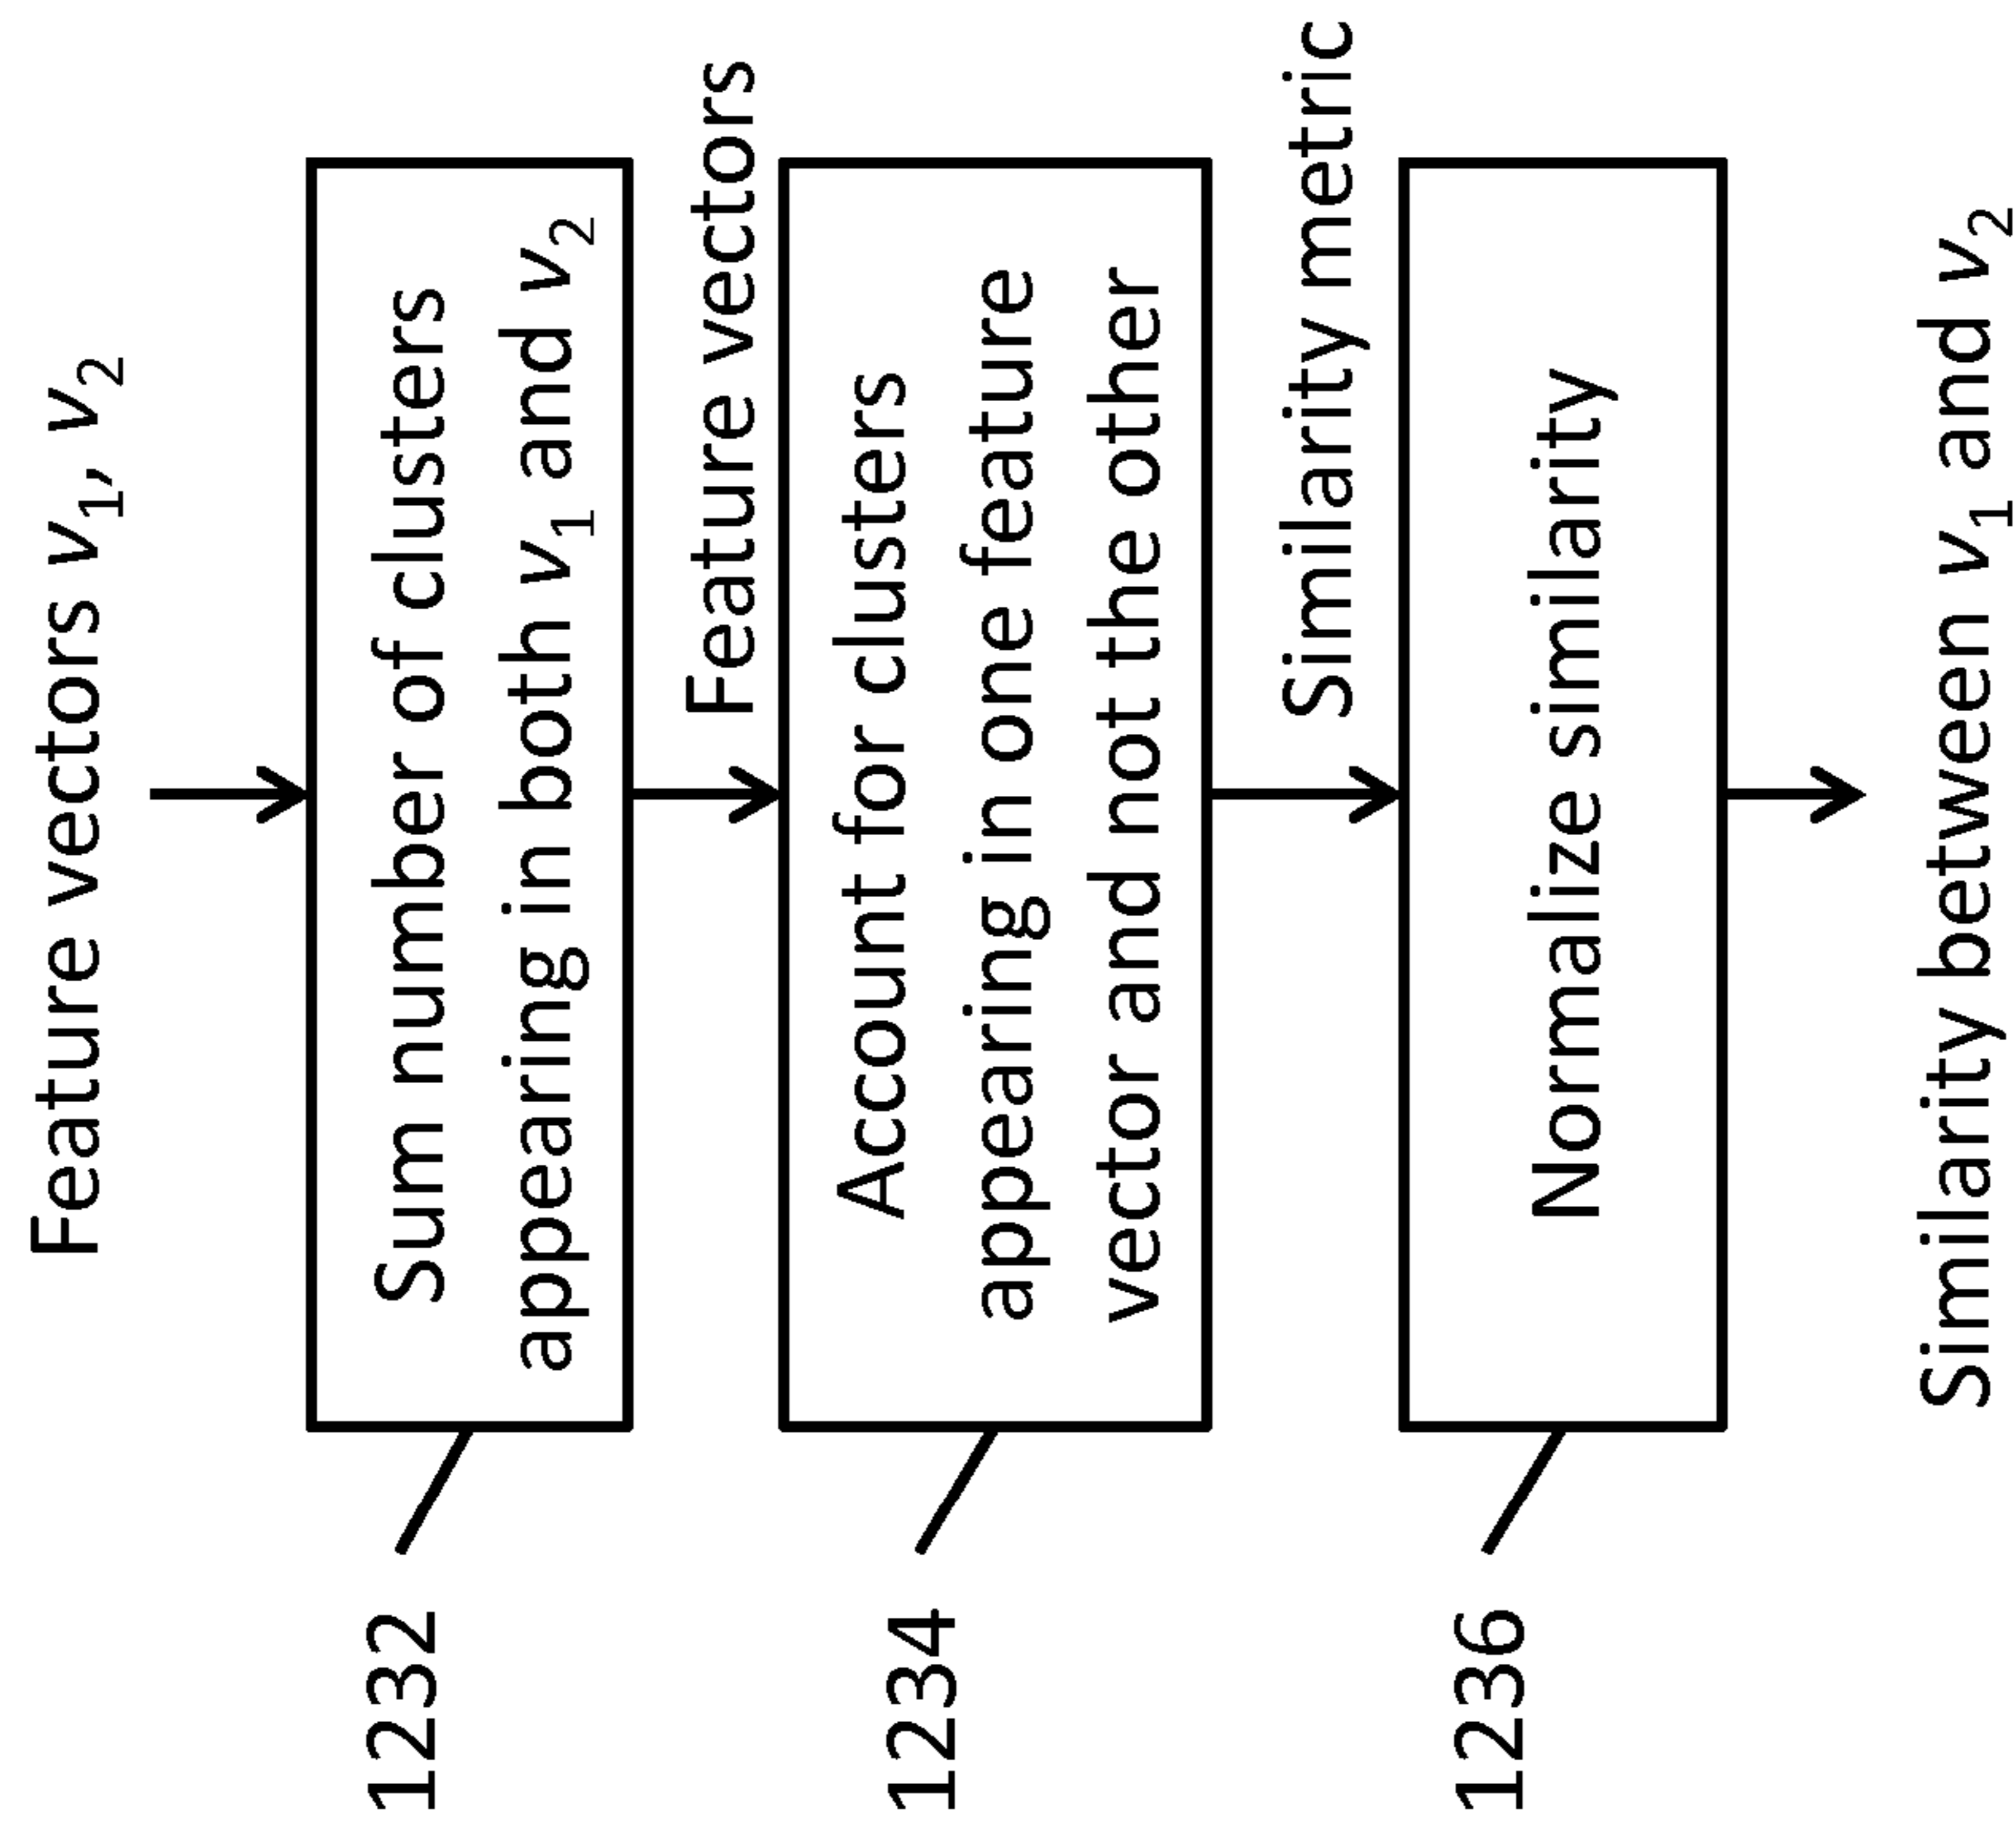 Feature vectors v1, v2
1232
Sum number of clusters
appearing in both v1 and v2
Feature vectors
1234
Account for clusters
appearing in one feature
vector and not the other
Similarity metric
1236
Normalize similarity
Similarity between v1 and v2